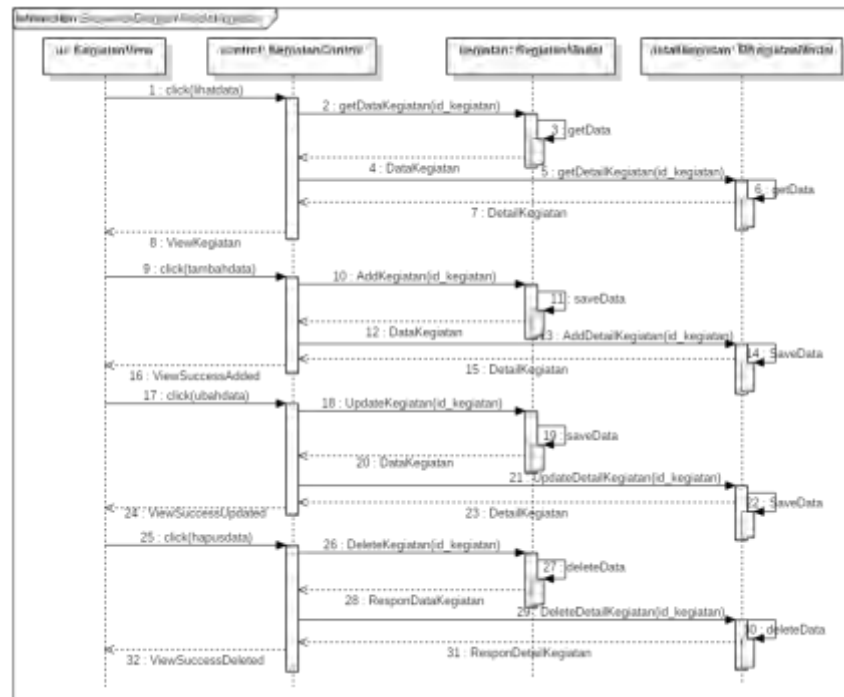 1 : click(lihatdata)
2 : getDataKegiatan(id_kegiatan)
3 : getData
4 : DataKegiatan
5 : getDetailKegiatan(id_kegiatan)
6 : getData
7 : DetailKegiatan
8 : ViewKegiatan
9 : click(tambahdata)
10 : AddKegiatan(id_kegiatan)
11 : saveData
12 : DataKegiatan
13 : AddDetailKegiatan(id_kegiatan)
14 : SaveData
15 : DetailKegiatan
16 : ViewSuccessAdded
17 : click(ubahdata)
18 : UpdateKegiatan(id_kegiatan)
19 : saveData
20 : DataKegiatan
21 : UpdateDetailKegiatan(id_kegiatan)
22 : SaveData
23 : DetailKegiatan
24 : ViewSuccessUpdated
25 : click(hapusdata)
26 : DeleteKegiatan(id_kegiatan)
27 : deleteData
28 : ResponDataKegiatan
29 : DeleteDetailKegiatan(id_kegiatan)
30 : deleteData
31 : ResponDetailKegiatan
32 : ViewSuccessDeleted